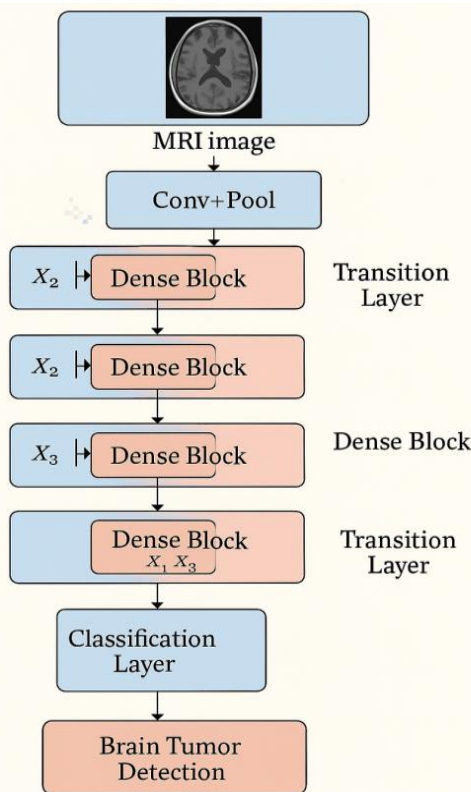 MRI image
Conv+Pool
X₂ Dense Block
Transition
Layer
X₂ Dense Block
X₃ Dense Block
Dense Block
Dense Block
X₁ X₃
Transition
Layer
Classification
Layer
Brain Tumor
Detection